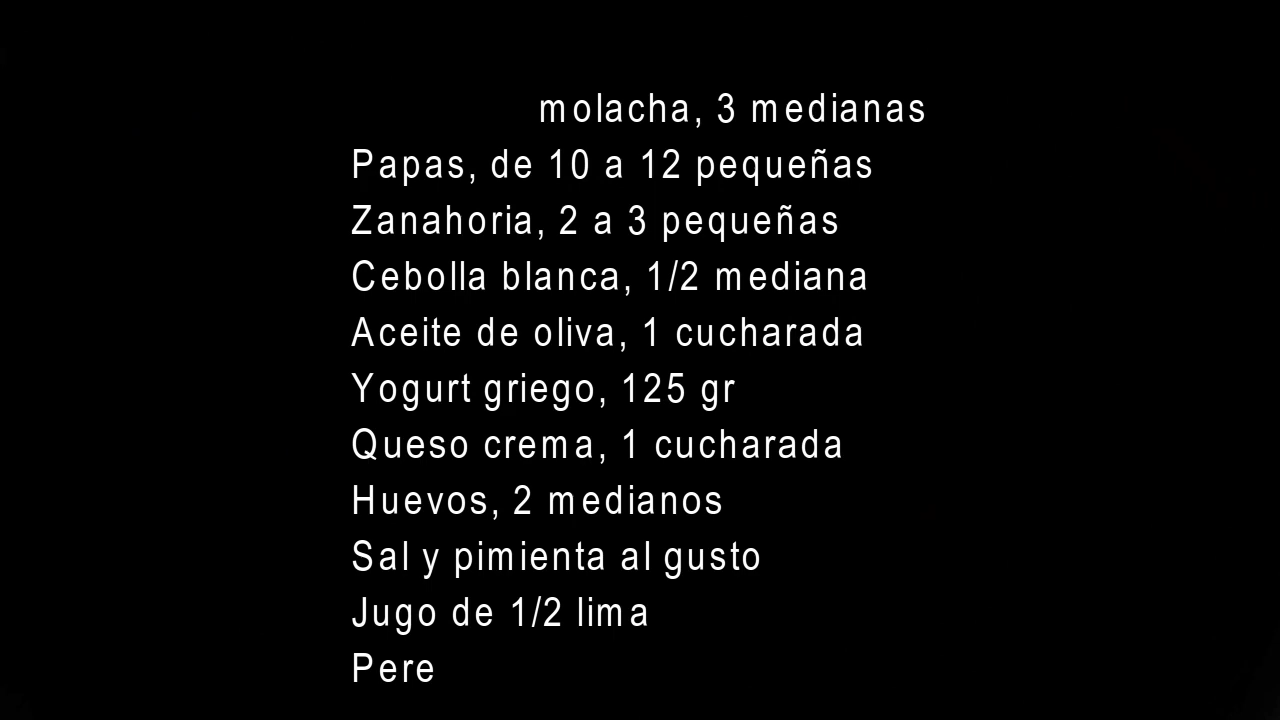 molacha, 3 medianas
Papas, de 10 a 12 pequeñas
Zanahoria, 2 a 3 pequeñas
Cebolla blanca, 1/2 mediana
Aceite de oliva, 1 cucharada
Yogurt griego, 125 gr
Queso crema, 1 cucharada
Huevos, 2 medianos
Sal y pimienta al gusto
Jugo de 1/2 lima
Pere